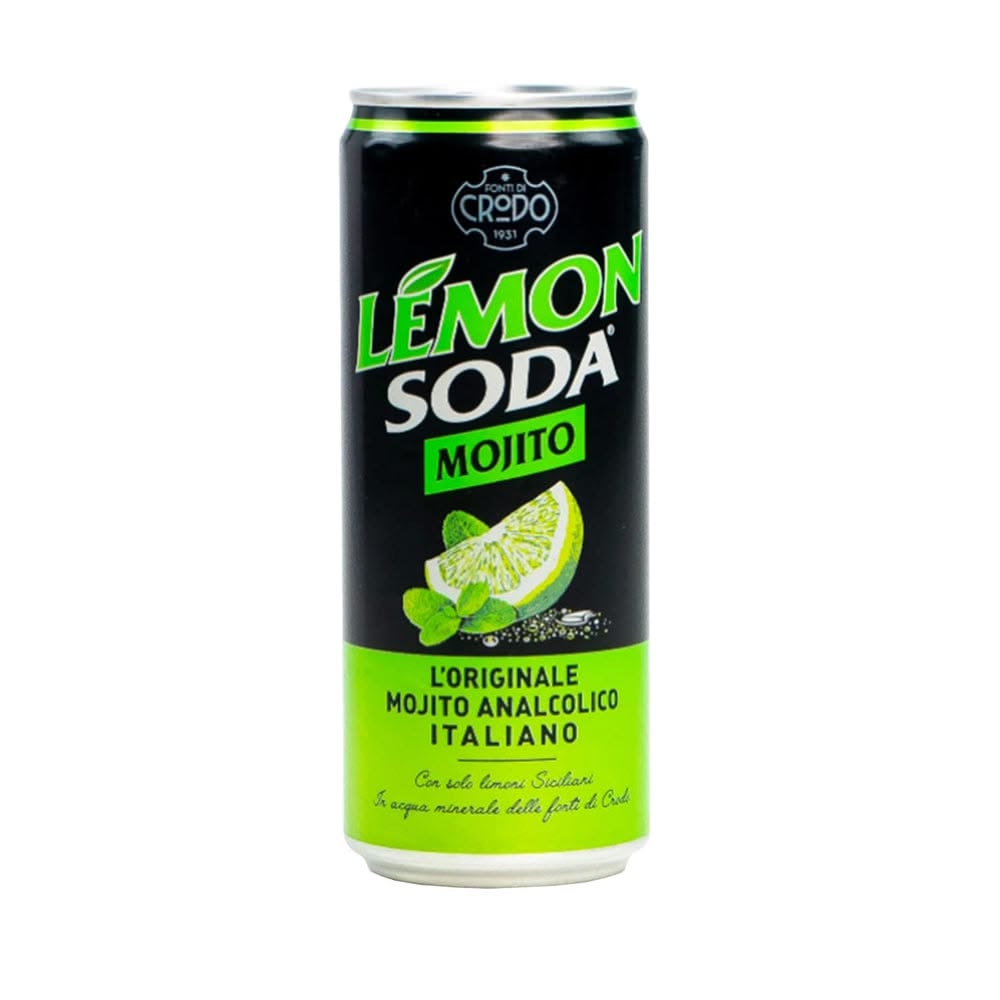 FONTI DI
CRODO
1931
LÉMON
SODA®
MOJITO
L'ORIGINALE
MOJITO ANALCOLICO
ITALIANO
Con solo limoni Siciliani
In acqua minerale delle fonti di Crodo